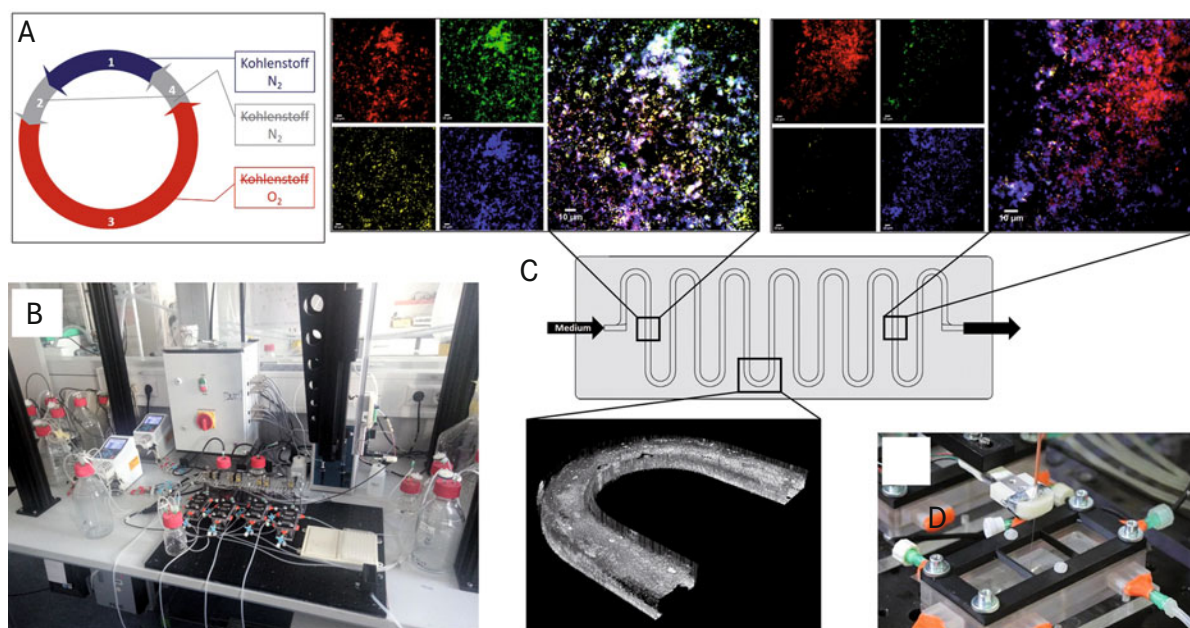 A
1
2
3
4
Kohlenstoff
N₂
Kohlenstoff
N₂
Kohlenstoff
O₂
10 µm
10 µm
B
C
Medium
D